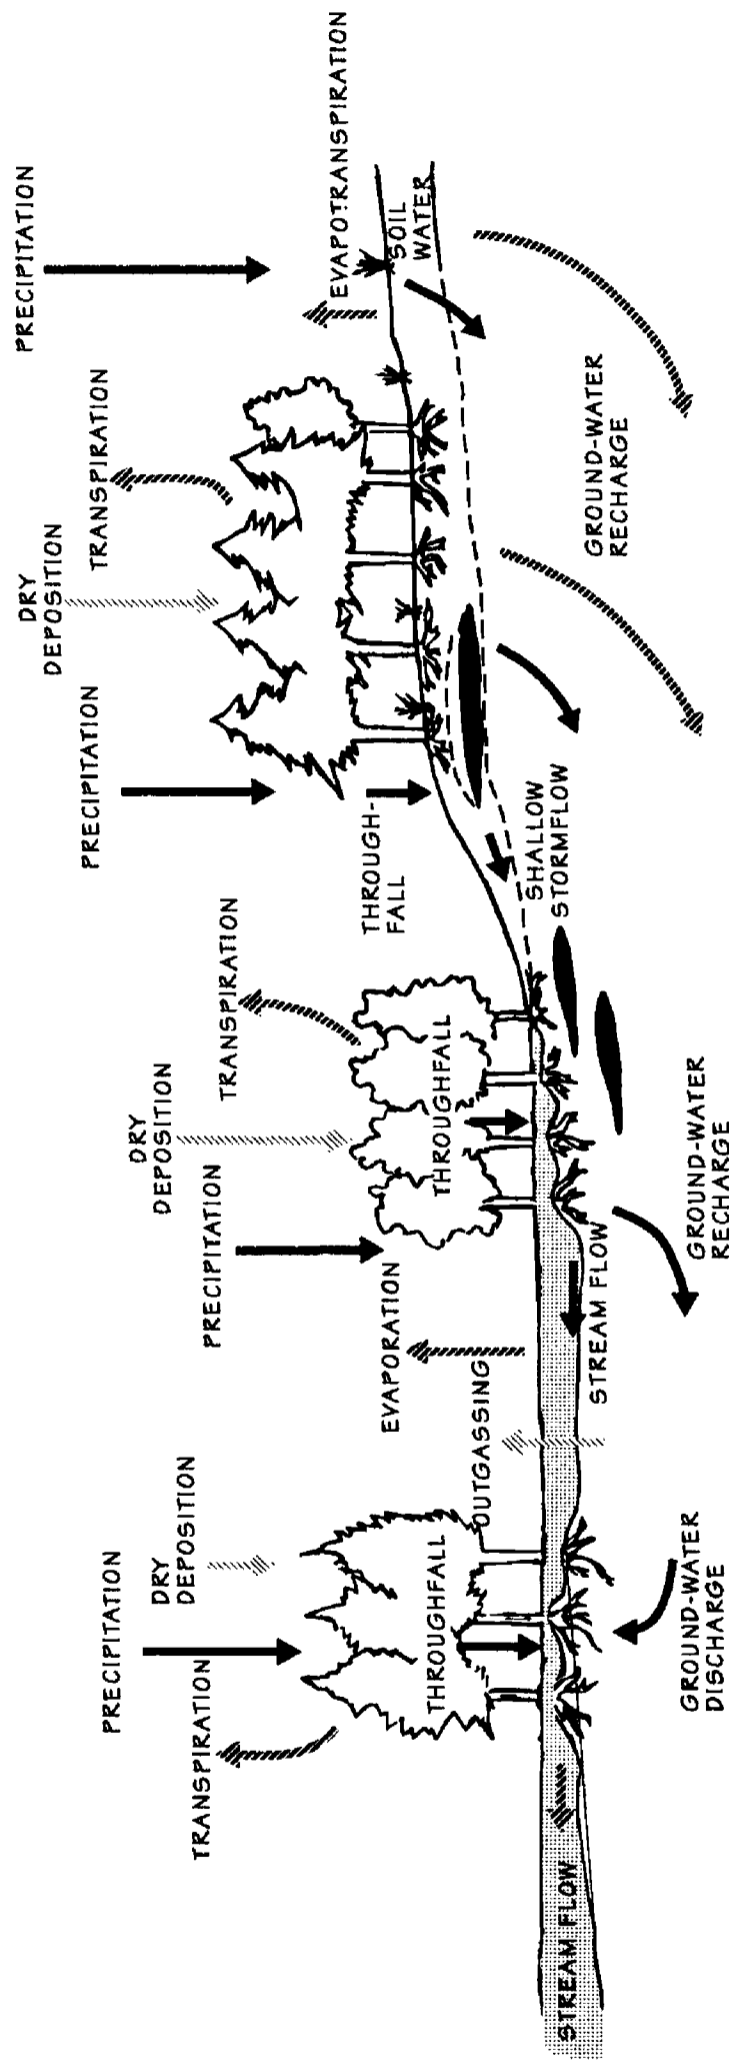 PRECIPITATION
DRY
DEPOSITION
TRANSPIRATION
THROUGHFALL
OUTGASSING
EVAPORATION
STREAM FLOW
GROUND-WATER
DISCHARGE
STREAM FLOW
PRECIPITATION
DRY
DEPOSITION
TRANSPIRATION
THROUGHFALL
GROUND-WATER
RECHARGE
PRECIPITATION
DRY
DEPOSITION
TRANSPIRATION
THROUGH-
FALL
SHALLOW
STORMFLOW
GROUND-WATER
RECHARGE
PRECIPITATION
EVAPOTRANSPIRATION
SOIL
WATER